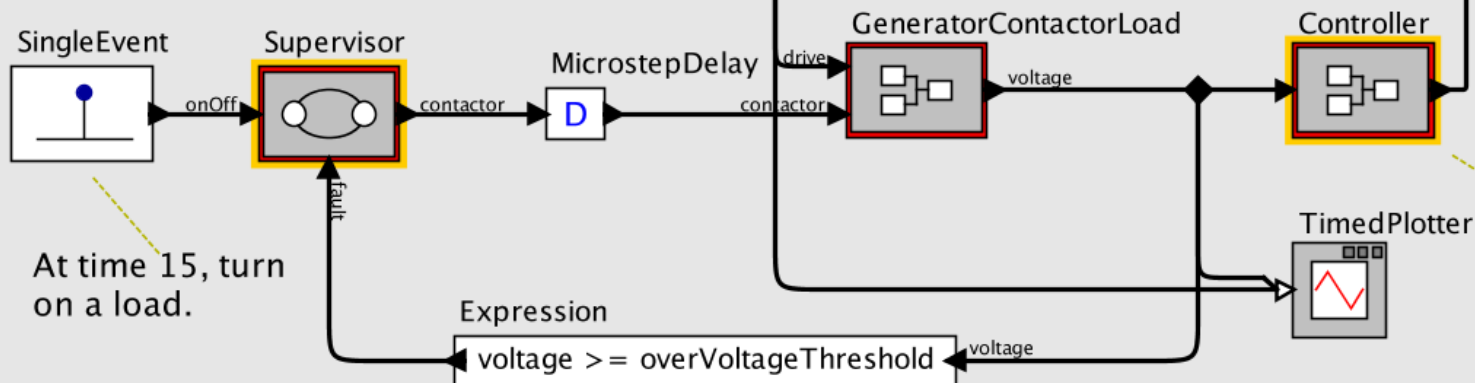 SingleEvent
Supervisor
MicrostepDelay
GeneratorContactorLoad
Controller
onOff
contactor
D
drive
contactor
voltage
fault
TimedPlotter
At time 15, turn
on a load.
Expression
voltage >= overVoltageThreshold
voltage